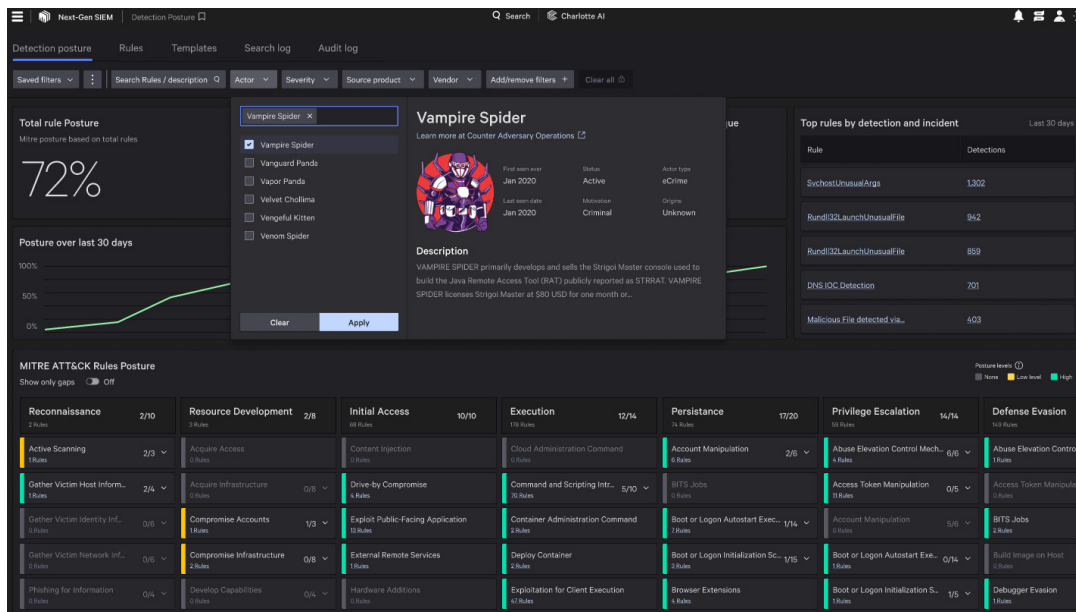 Next-Gen SIEM
Detection Posture
Search
Charlotte AI
Detection posture
Rules
Templates
Search log
Audit log
Saved filters
Search Rules / description
Actor
Severity
Source product
Vendor
Add/remove filters +
Clear all
Total rule Posture
Mitre posture based on total rules
72%
Posture over last 30 days
100%
50%
0%
Vampire Spider ×
Vampire Spider
Vanguard Panda
Vapor Panda
Velvet Chollima
Vengeful Kitten
Venom Spider
Clear
Apply
Vampire Spider
Learn more at Counter Adversary Operations
First seen ever
Jan 2020
Status
Active
Actor type
eCrime
Last seen date
Jan 2020
Motivation
Criminal
Origins
Unknown
Description
VAMPIRE SPIDER primarily develops and sells the Strigoi Master console used to
build the Java Remote Access Tool (RAT) publicly reported as STRRAT. VAMPIRE
SPIDER licenses Strigoi Master at $80 USD for one month or...
ue
Top rules by detection and incident
Last 30 days
Rule
Detections
SvchostUnusualArgs
1,302
Rundll32LaunchUnusualFile
942
Rundll32LaunchUnusualFile
859
DNS IOC Detection
701
Malicious File detected via...
403
MITRE ATT&CK Rules Posture
Show only gaps
Off
Posture levels
None
Low level
High
Reconnaissance
2/10
2 Rules
Active Scanning
2/3
1 Rules
Gather Victim Host Inform...
2/4
1 Rules
Gather Victim Identity Inf...
0/6
0 Rules
Gather Victim Network Inf...
0/6
0 Rules
Phishing for Information
0/4
0 Rules
Resource Development
2/8
3 Rules
Acquire Access
0 Rules
Acquire Infrastructure
0/8
0 Rules
Compromise Accounts
1/3
1 Rules
Compromise Infrastructure
0/8
2 Rules
Develop Capabilities
0/4
0 Rules
Initial Access
10/10
68 Rules
Content Injection
0 Rules
Drive-by Compromise
4 Rules
Exploit Public-Facing Application
12 Rules
External Remote Services
1 Rules
Hardware Additions
0 Rules
Execution
12/14
178 Rules
Cloud Administration Command
0 Rules
Command and Scripting Intr...
5/10
70 Rules
Container Administration Command
2 Rules
Deploy Container
2 Rules
Exploitation for Client Execution
47 Rules
Persistance
17/20
74 Rules
Account Manipulation
2/6
6 Rules
BITS Jobs
0 Rules
Boot or Logon Autostart Exec...
1/14
7 Rules
Boot or Logon Initialization Sc...
1/15
2 Rules
Browser Extensions
4 Rules
Privilege Escalation
14/14
Abuse Elevation Control Mech...
6/6
4 Rules
Access Token Manipulation
0/5
11 Rules
Account Manipulation
5/6
0 Rules
Boot or Logon Autostart Exe...
0/14
1 Rules
Boot or Logon Initialization S...
1/5
1 Rules
Defense Evasion
149 Rules
Abuse Elevation Contro
1 Rules
Access Token Manipula
0 Rules
BITS Jobs
2 Rules
Build Image on Host
0 Rules
Debugger Evasion
1 Rules